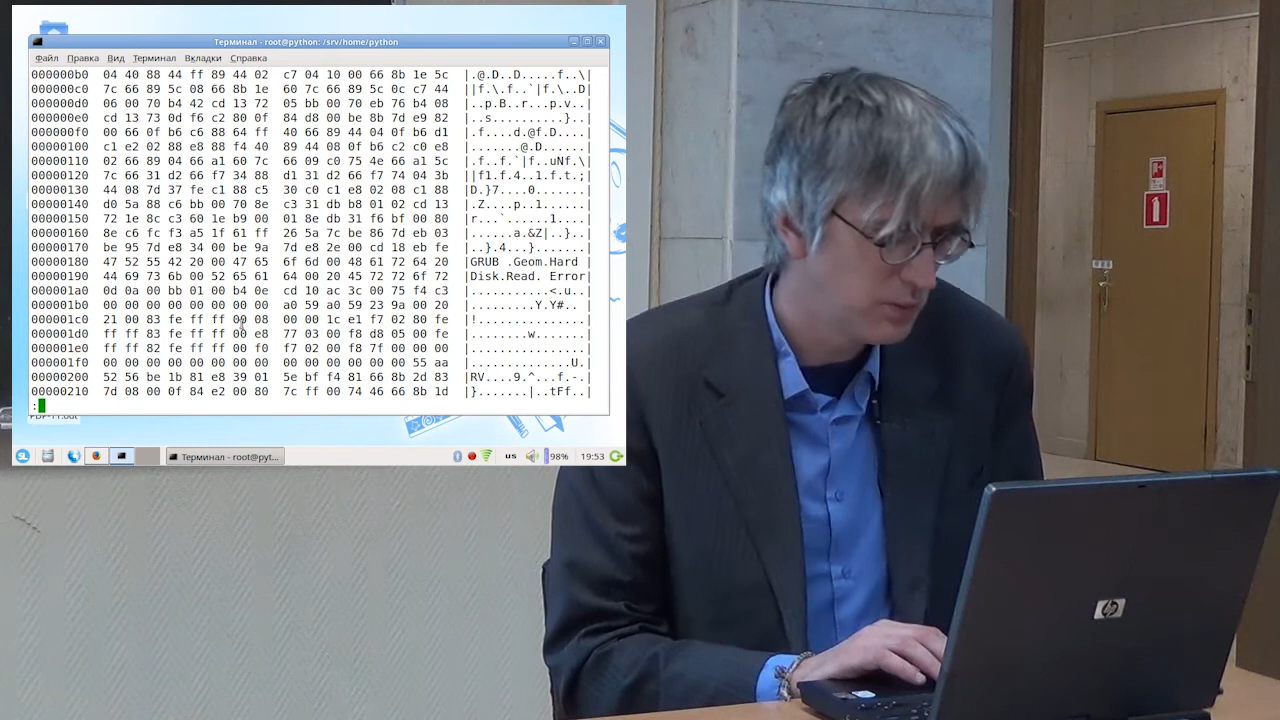 Терминал - root@python: /srv/home/python
Файл Правка Вид Терминал Вкладки Справка
000000b0 04 40 88 44 ff 89 44 02 c7 04 10 00 66 8b 1e 5c |.@.D..D.....f..\|
000000c0 7c 66 89 5c 08 66 8b 1e 60 7c 66 89 5c 0c c7 44 ||f.\.f..`|f.\..D|
000000d0 06 00 70 b4 42 cd 13 72 05 bb 00 70 eb 76 b4 08 |..p.B..r...p.v..|
000000e0 cd 13 73 0d f6 c2 80 0f 84 d8 00 be 8b 7d e9 82 |..s..........}..|
000000f0 00 66 0f b6 c6 88 64 ff 40 66 89 44 04 0f b6 d1 |.f....d.@f.D....|
00000100 c1 e2 02 88 e8 88 f4 40 89 44 08 0f b6 c2 c0 e8 |.......@.D......|
00000110 02 66 89 04 66 a1 60 7c 66 09 c0 75 4e 66 a1 5c |.f..f.`|f..uNf.\|
00000120 7c 66 31 d2 66 f7 34 88 d1 31 d2 66 f7 74 04 3b ||f1.f.4..1.f.t.;|
00000130 44 08 7d 37 fe c1 88 c5 30 c0 c1 e8 02 08 c1 88 |D.}7....0.......|
00000140 d0 5a 88 c6 bb 00 70 8e c3 31 db b8 01 02 cd 13 |.Z....p..1......|
00000150 72 1e 8c c3 60 1e b9 00 01 8e db 31 f6 bf 00 80 |r...`......1....|
00000160 8e c6 fc f3 a5 1f 61 ff 26 5a 7c be 86 7d eb 03 |......a.&Z|..}..|
00000170 be 95 7d e8 34 00 be 9a 7d e8 2e 00 cd 18 eb fe |..}.4...}.......|
00000180 47 52 55 42 20 00 47 65 6f 6d 00 48 61 72 64 20 |GRUB .Geom.Hard |
00000190 44 69 73 6b 00 52 65 61 64 00 20 45 72 72 6f 72 |Disk.Read. Error|
000001a0 0d 0a 00 bb 01 00 b4 0e cd 10 ac 3c 00 75 f4 c3 |...........<.u..|
000001b0 00 00 00 00 00 00 00 00 a0 59 a0 59 23 9a 00 20 |.........Y.Y#.. |
000001c0 21 00 83 fe ff ff 00 08 00 00 1c e1 f7 02 80 fe |!...............|
000001d0 ff ff 83 fe ff ff 00 e8 77 03 00 f8 d8 05 00 fe |........w.......|
000001e0 ff ff 82 fe ff ff 00 f0 f7 02 00 f8 7f 00 00 00 |................|
000001f0 00 00 00 00 00 00 00 00 00 00 00 00 00 00 55 aa |..............U.|
00000200 52 56 be 1b 81 e8 39 01 5e bf f4 81 66 8b 2d 83 |RV....9.^...f.-.|
00000210 7d 08 00 0f 84 e2 00 80 7c ff 00 74 46 66 8b 1d |}.......|..tFf..|
:
Терминал - root@pyt...
us
98%
19:53
hp